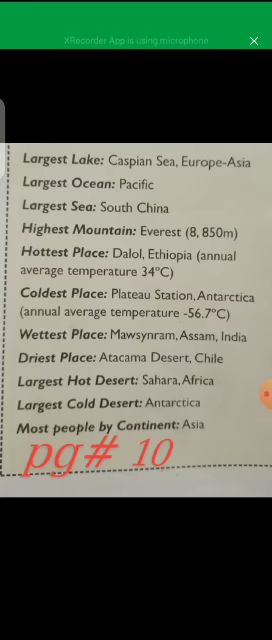 XRecorder App is using microphone
Largest Lake: Caspian Sea, Europe-Asia
Largest Ocean: Pacific
Largest Sea: South China
Highest Mountain: Everest (8, 850m)
Hottest Place: Dalol, Ethiopia (annual
average temperature 34°C)
Coldest Place: Plateau Station, Antarctica
(annual average temperature -56.7°C)
Wettest Place: Mawsynram, Assam, India
Driest Place: Atacama Desert, Chile
Largest Hot Desert: Sahara, Africa
Largest Cold Desert: Antarctica
Most people by Continent: Asia
pg# 10